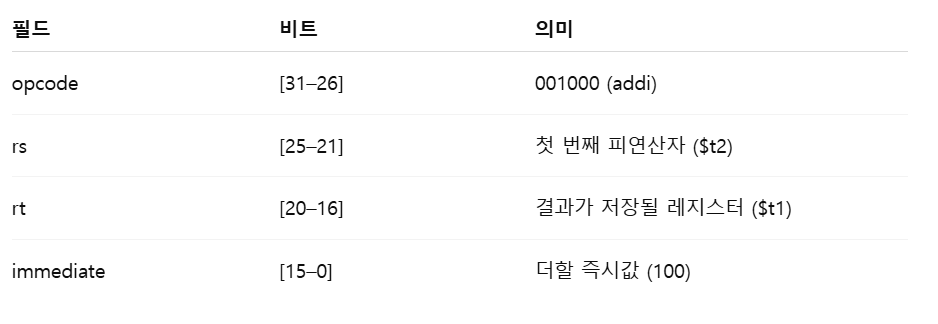 필드 비트 의미
opcode [31–26] 001000 (addi)
rs [25–21] 첫 번째 피연산자 ($t2)
rt [20–16] 결과가 저장될 레지스터 ($t1)
immediate [15–0] 더할 즉시값 (100)